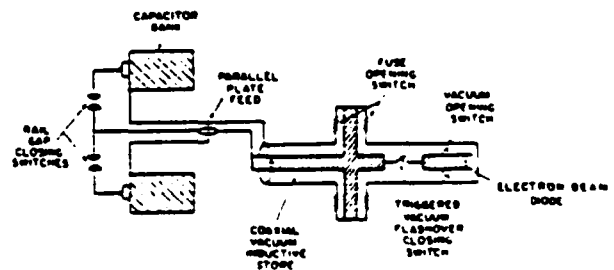 CAPACITOR
BANK
PARALLEL
PLATE
FEED
FUSE
OPENING
SWITCH
VACUUM
OPENING
SWITCH
RAIL
GAP
CLOSING
SWITCHES
ELECTRON BEAM
DIODE
COAXIAL
VACUUM
INDUCTIVE
STORE
TRIGGERED
VACUUM
FLASHOVER
CLOSING
SWITCH